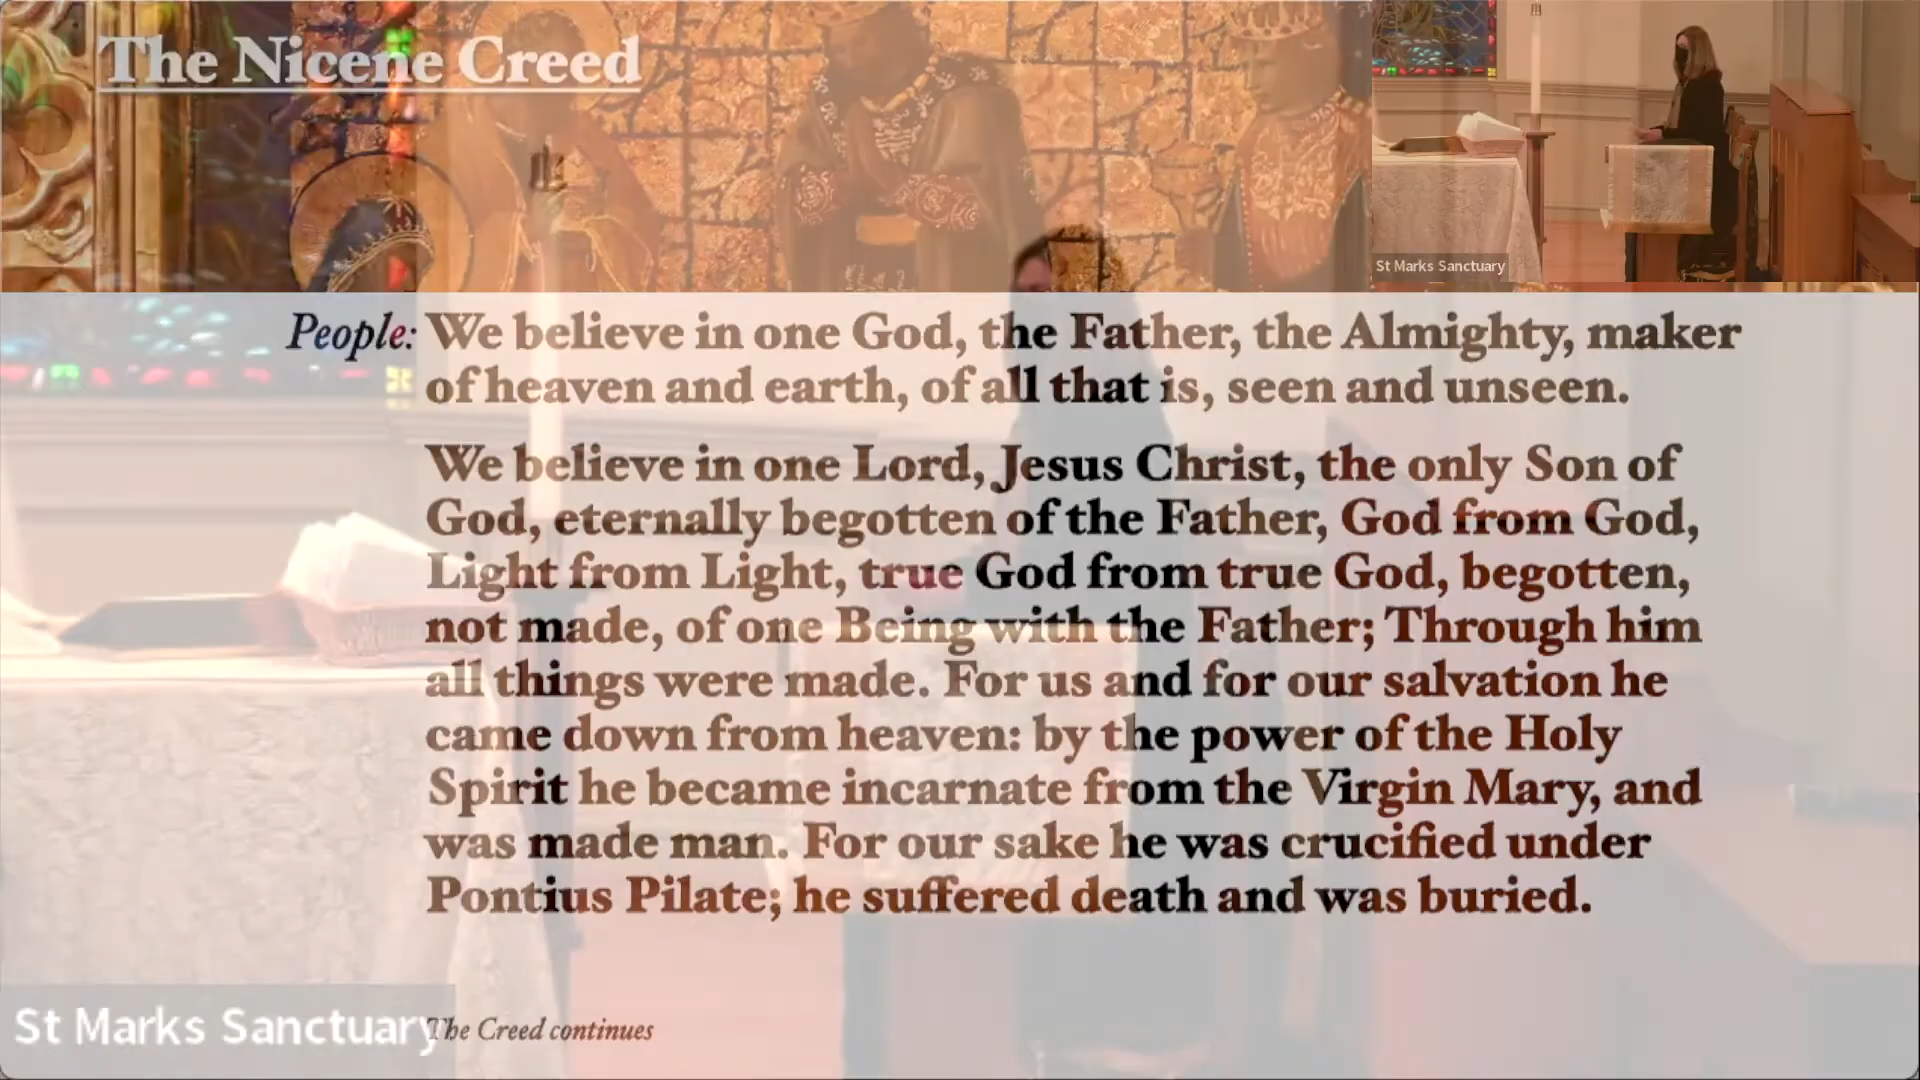 The Nicene Creed
St Marks Sanctuary
People: We believe in one God, the Father, the Almighty, maker
of heaven and earth, of all that is, seen and unseen.
We believe in one Lord, Jesus Christ, the only Son of
God, eternally begotten of the Father, God from God,
Light from Light, true God from true God, begotten,
not made, of one Being with the Father; Through him
all things were made. For us and for our salvation he
came down from heaven: by the power of the Holy
Spirit he became incarnate from the Virgin Mary, and
was made man. For our sake he was crucified under
Pontius Pilate; he suffered death and was buried.
St Marks Sanctuary
The Creed continues